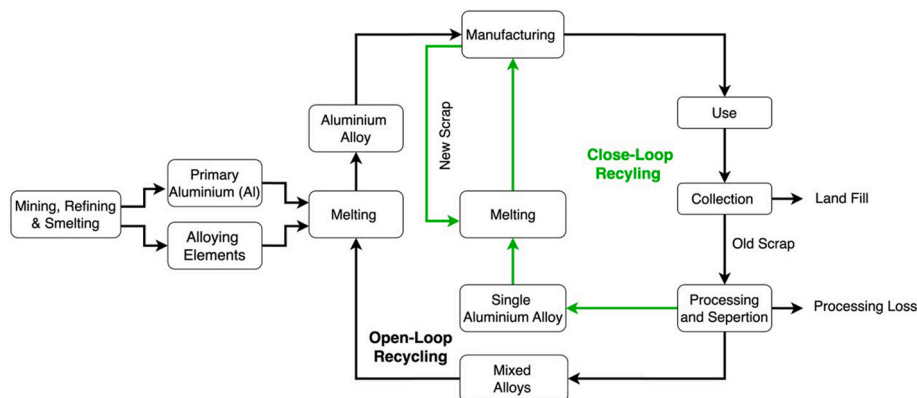 Manufacturing
New Scrap
Aluminium
Alloy
Use
Close-Loop
Recyling
Primary
Aluminium (Al)
Mining, Refining
& Smelting
Melting
Melting
Collection
Land Fill
Alloying
Elements
Old Scrap
Single
Aluminium Alloy
Processing
and Sepertion
Processing Loss
Open-Loop
Recycling
Mixed
Alloys